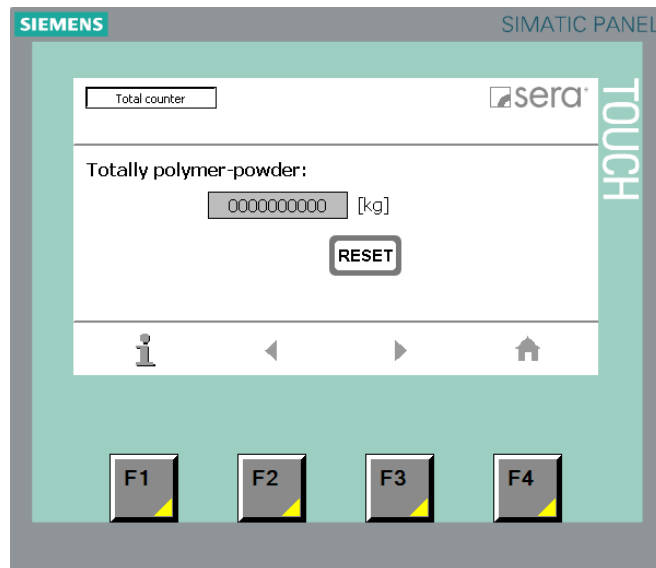 SIEMENS
SIMATIC PANEL
TOUCH
Total counter
sera
Totally polymer-powder:
0000000000 [kg]
RESET
F1 F2 F3 F4